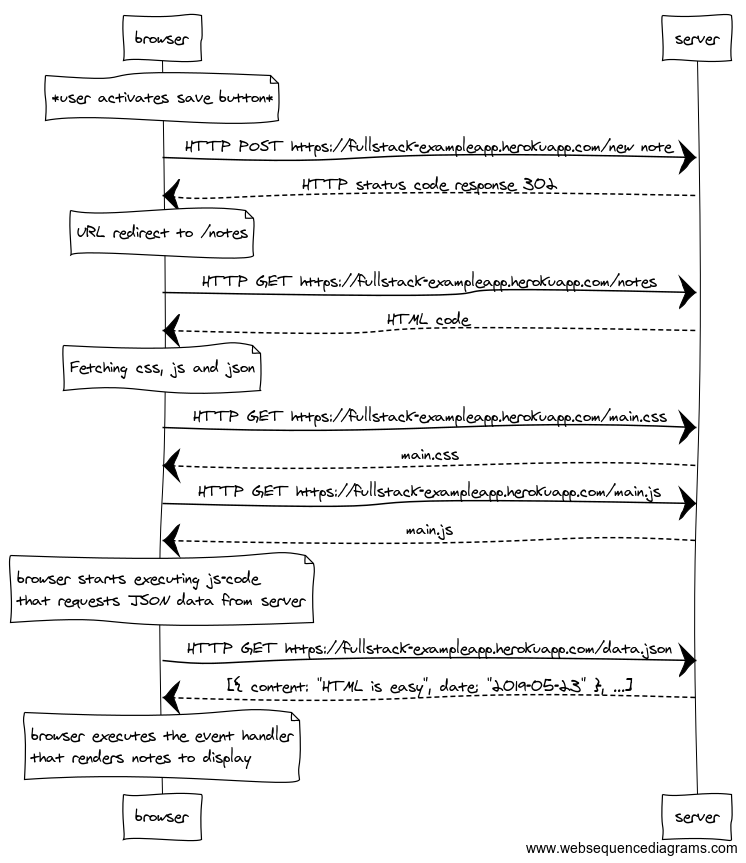 browser server
*user activates save button*
HTTP POST https://fullstack-exampleapp.herokuapp.com/new note
HTTP status code response 302
URL redirect to /notes
HTTP GET https://fullstack-exampleapp.herokuapp.com/notes
HTML code
Fetching css, js and json
HTTP GET https://fullstack-exampleapp.herokuapp.com/main.css
main.css
HTTP GET https://fullstack-exampleapp.herokuapp.com/main.js
main.js
browser starts executing js-code
that requests JSON data from server
HTTP GET https://fullstack-exampleapp.herokuapp.com/data.json
[{ content: "HTML is easy", date: "2019-05-23" }, ...]
browser executes the event handler
that renders notes to display
browser server
www.websequencediagrams.com